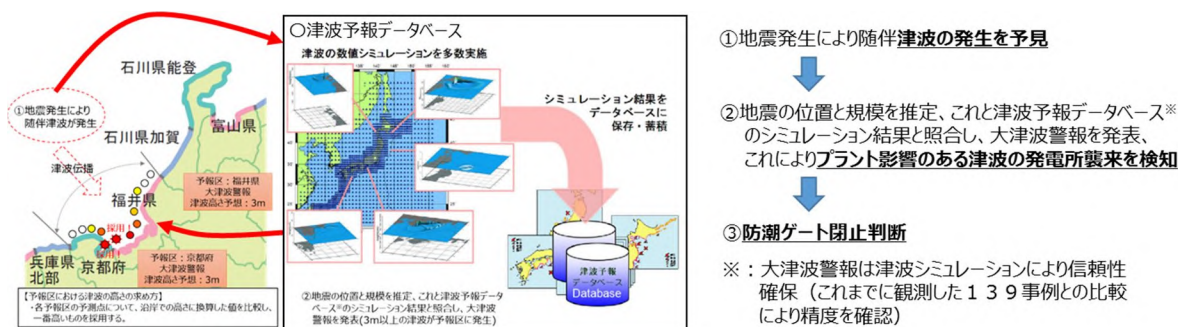 石川県能登
①地震発生により
随伴津波が発生
富山県
石川県加賀
津波伝播
予報区：福井県
大津波警報
津波高さ予想：3m
福井県
採用！
採用！
兵庫県
北部
京都府
予報区：京都府
大津波警報
津波高さ予想：3m
【予報区における津波の高さの求め方】
・各予報区の予測点について、沿岸での高さに換算した値を比較し、
一番高いものを採用する。
○津波予報データベース
津波の数値シミュレーションを多数実施
シミュレーション結果を
データベースに
保存・蓄積
津波予報
データベース
Database
②地震の位置と規模を推定、これと津波予報データ
ベース※のシミュレーション結果と照合し、大津波
警報を発表(3m以上の津波が予報区に発生)
①地震発生により随伴津波の発生を予見
②地震の位置と規模を推定、これと津波予報データベース※
のシミュレーション結果と照合し、大津波警報を発表、
これによりプラント影響のある津波の発電所襲来を検知
③防潮ゲート閉止判断
※：大津波警報は津波シミュレーションにより信頼性
確保（これまでに観測した１３９事例との比較
により精度を確認）